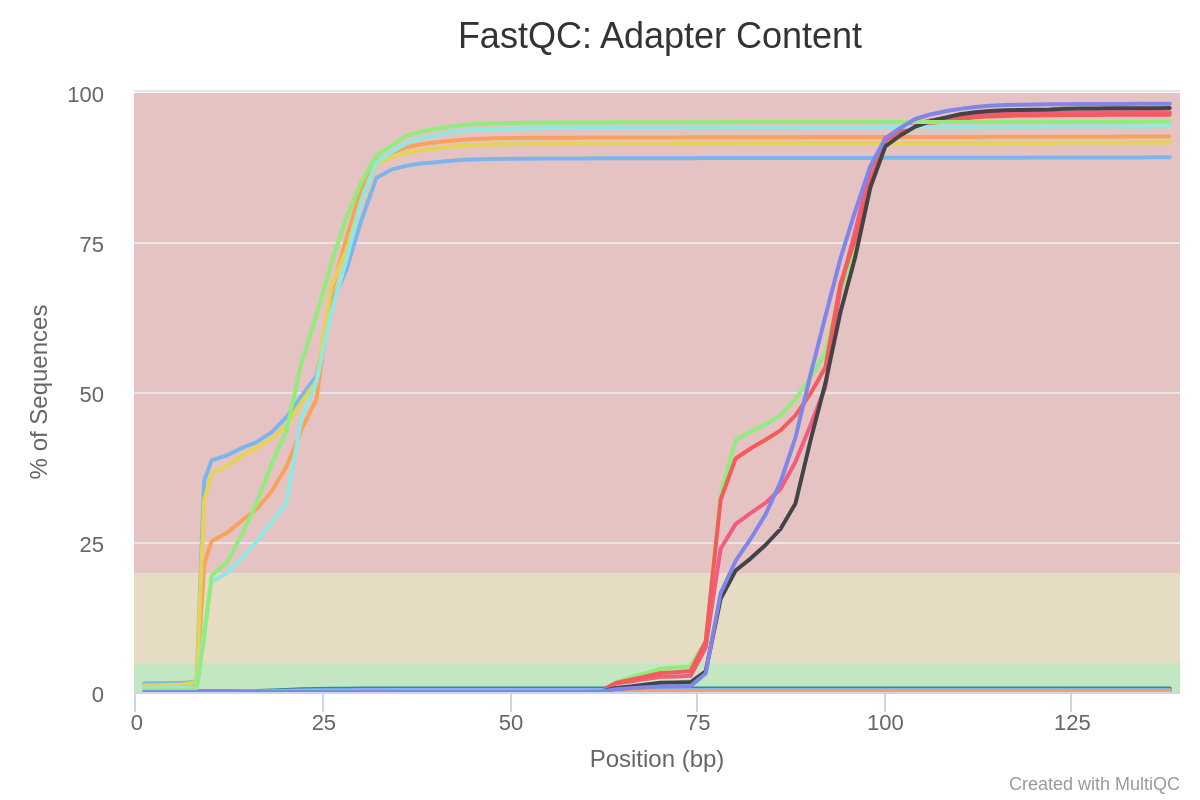 FastQC: Adapter Content
% of Sequences
100
75
50
25
0
0 25 50 75 100 125
Position (bp)
Created with MultiQC